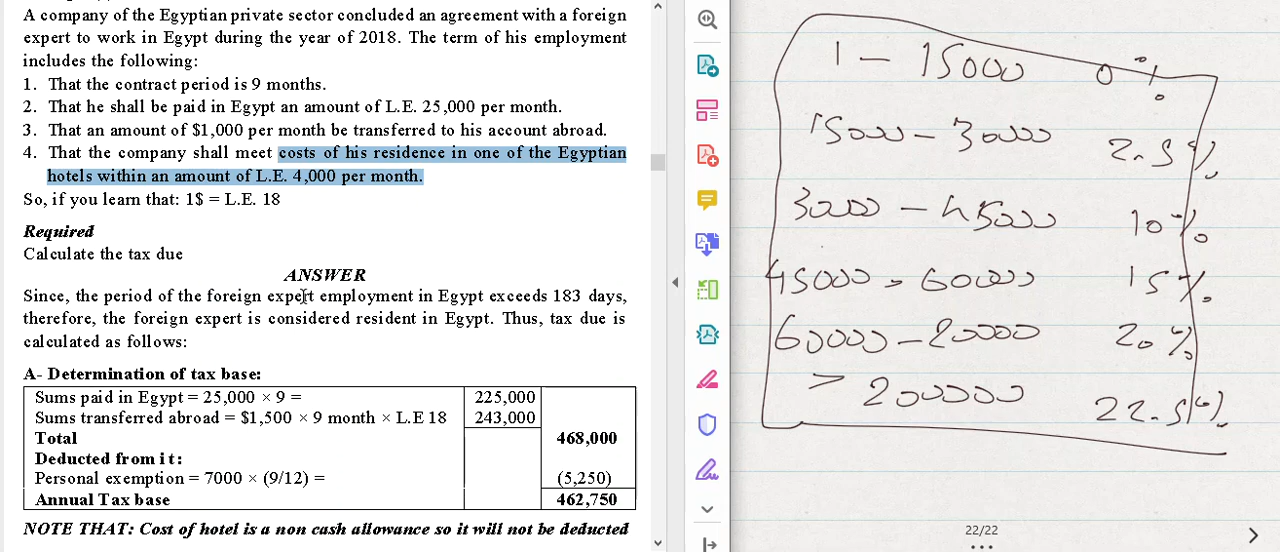 A company of the Egyptian private sector concluded an agreement with a foreign
expert to work in Egypt during the year of 2018. The term of his employment
includes the following:
1. That the contract period is 9 months.
2. That he shall be paid in Egypt an amount of L.E. 25,000 per month.
3. That an amount of $1,000 per month be transferred to his account abroad.
4. That the company shall meet costs of his residence in one of the Egyptian
hotels within an amount of L.E. 4,000 per month.
So, if you learn that: 1$ = L.E. 18
Required
Calculate the tax due
ANSWER
Since, the period of the foreign expert employment in Egypt exceeds 183 days,
therefore, the foreign expert is considered resident in Egypt. Thus, tax due is
calculated as follows:
A- Determination of tax base:
Sums paid in Egypt = 25,000 × 9 = 225,000
Sums transferred abroad = $1,500 × 9 month × L.E 18 243,000
Total 468,000
Deducted from it:
Personal exemption = 7000 × (9/12) = (5,250)
Annual Tax base 462,750
NOTE THAT: Cost of hotel is a non cash allowance so it will not be deducted
1 - 15000 0%
15000 - 30000 2.5%
30000 - 45000 10%
45000 - 60000 15%
60000 - 20000 20%
> 200000 22.5%
22/22